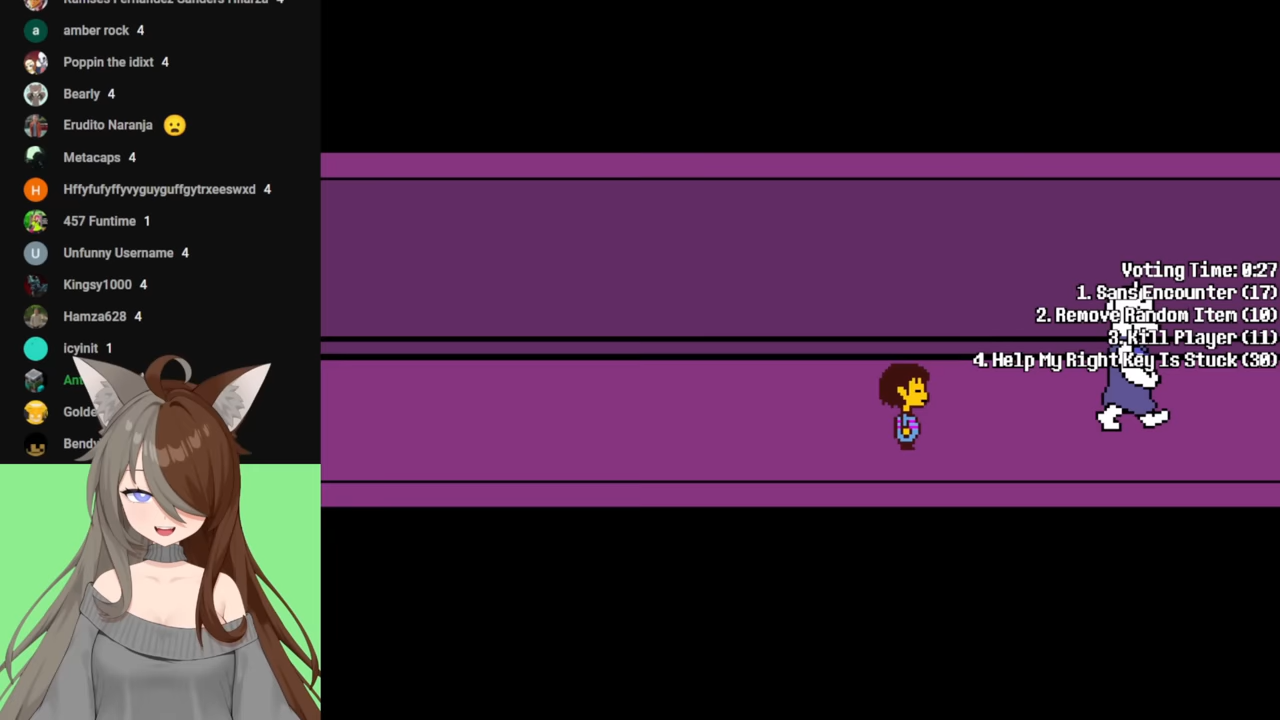 amber rock 4
Poppin the idixt 4
Bearly 4
Erudito Naranja
Metacaps 4
H
Hffyfufyffyvyguyguffgytrxeeswxd 4
457 Funtime 1
U
Unfunny Username 4
Kingsy1000 4
Hamza628 4
icyinit 1
Voting Time: 0:27
1. Sans Encounter (17)
2. Remove Random Item (10)
3. Kill Player (11)
4. Help My Right Key Is Stuck (30)